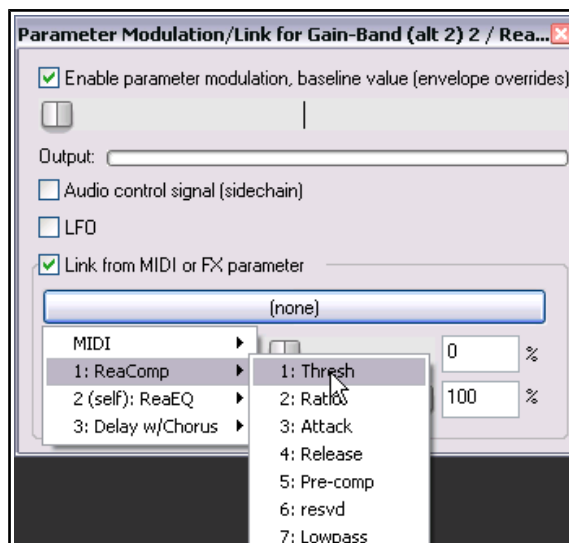 Parameter Modulation/Link for Gain-Band (alt 2) 2 / Rea...
Enable parameter modulation, baseline value (envelope overrides)
Output:
Audio control signal (sidechain)
LFO
Link from MIDI or FX parameter
(none)
MIDI
0 %
1: ReaComp
1: Thresh
2 (self): ReaEQ
2: Ratio
100 %
3: Delay w/Chorus
3: Attack
4: Release
5: Pre-comp
6: resvd
7: Lowpass